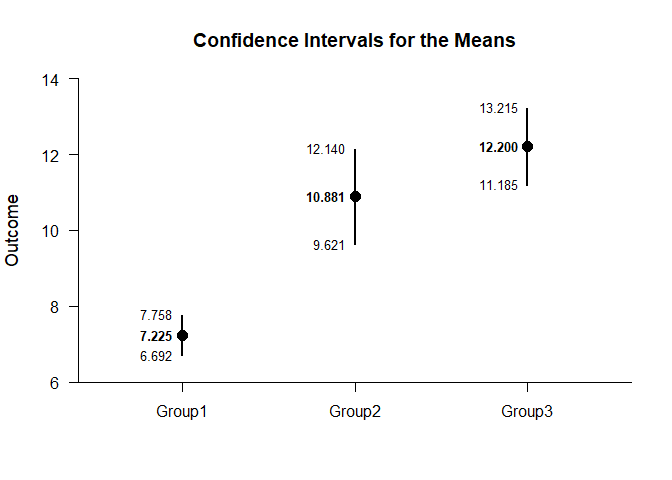 Confidence Intervals for the Means
Outcome
14
12
10
8
6
7.758
7.225
6.692
12.140
10.881
9.621
13.215
12.200
11.185
Group1
Group2
Group3